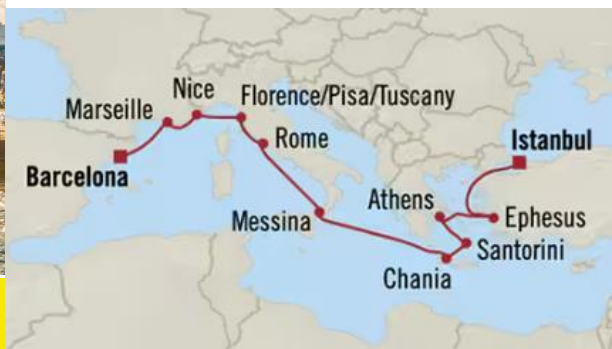 Nice
Florence/Pisa/Tuscany
Marseille
Rome
Istanbul
Barcelona
Athens
Messina
Ephesus
Santorini
Chania